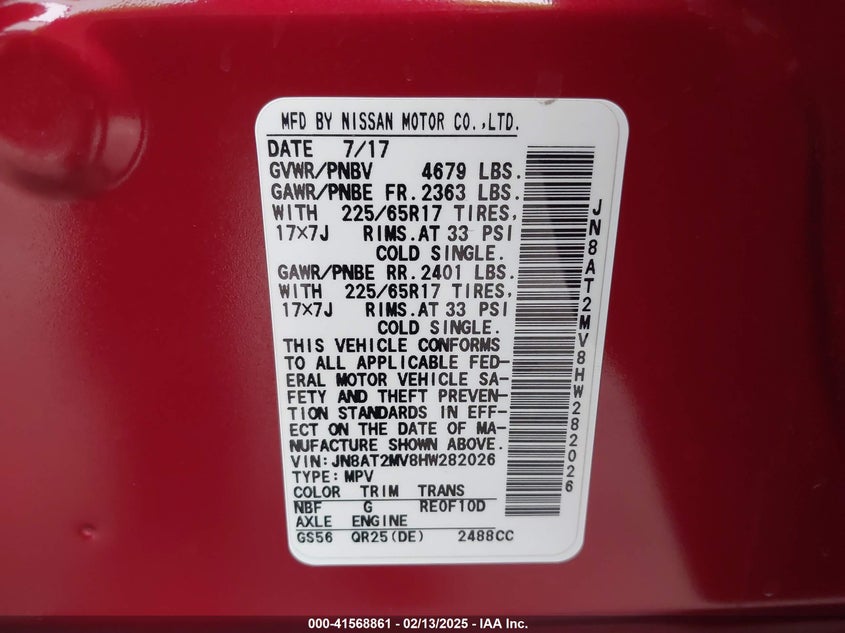 MFD BY NISSAN MOTOR CO.,LTD.
DATE 7/17
GVWR/PNBV 4679 LBS.
GAWR/PNBE FR. 2363 LBS.
WITH 225/65R17 TIRES,
17×7J RIMS. AT 33 PSI
COLD SINGLE.
GAWR/PNBE RR. 2401 LBS.
WITH 225/65R17 TIRES,
17×7J RIMS. AT 33 PSI
COLD SINGLE.
THIS VEHICLE CONFORMS
TO ALL APPLICABLE FED-
ERAL MOTOR VEHICLE SA-
FETY AND THEFT PREVEN-
TION STANDARDS IN EFF-
ECT ON THE DATE OF MA-
NUFACTURE SHOWN ABOVE.
VIN: JN8AT2MV8HW282026
TYPE: MPV
COLOR TRIM TRANS
NBF G RE0F10D
AXLE ENGINE
GS56 QR25(DE) 2488CC
JN8AT2MV8HW282026
000-41568861 — 02/13/2025 — IAA Inc.